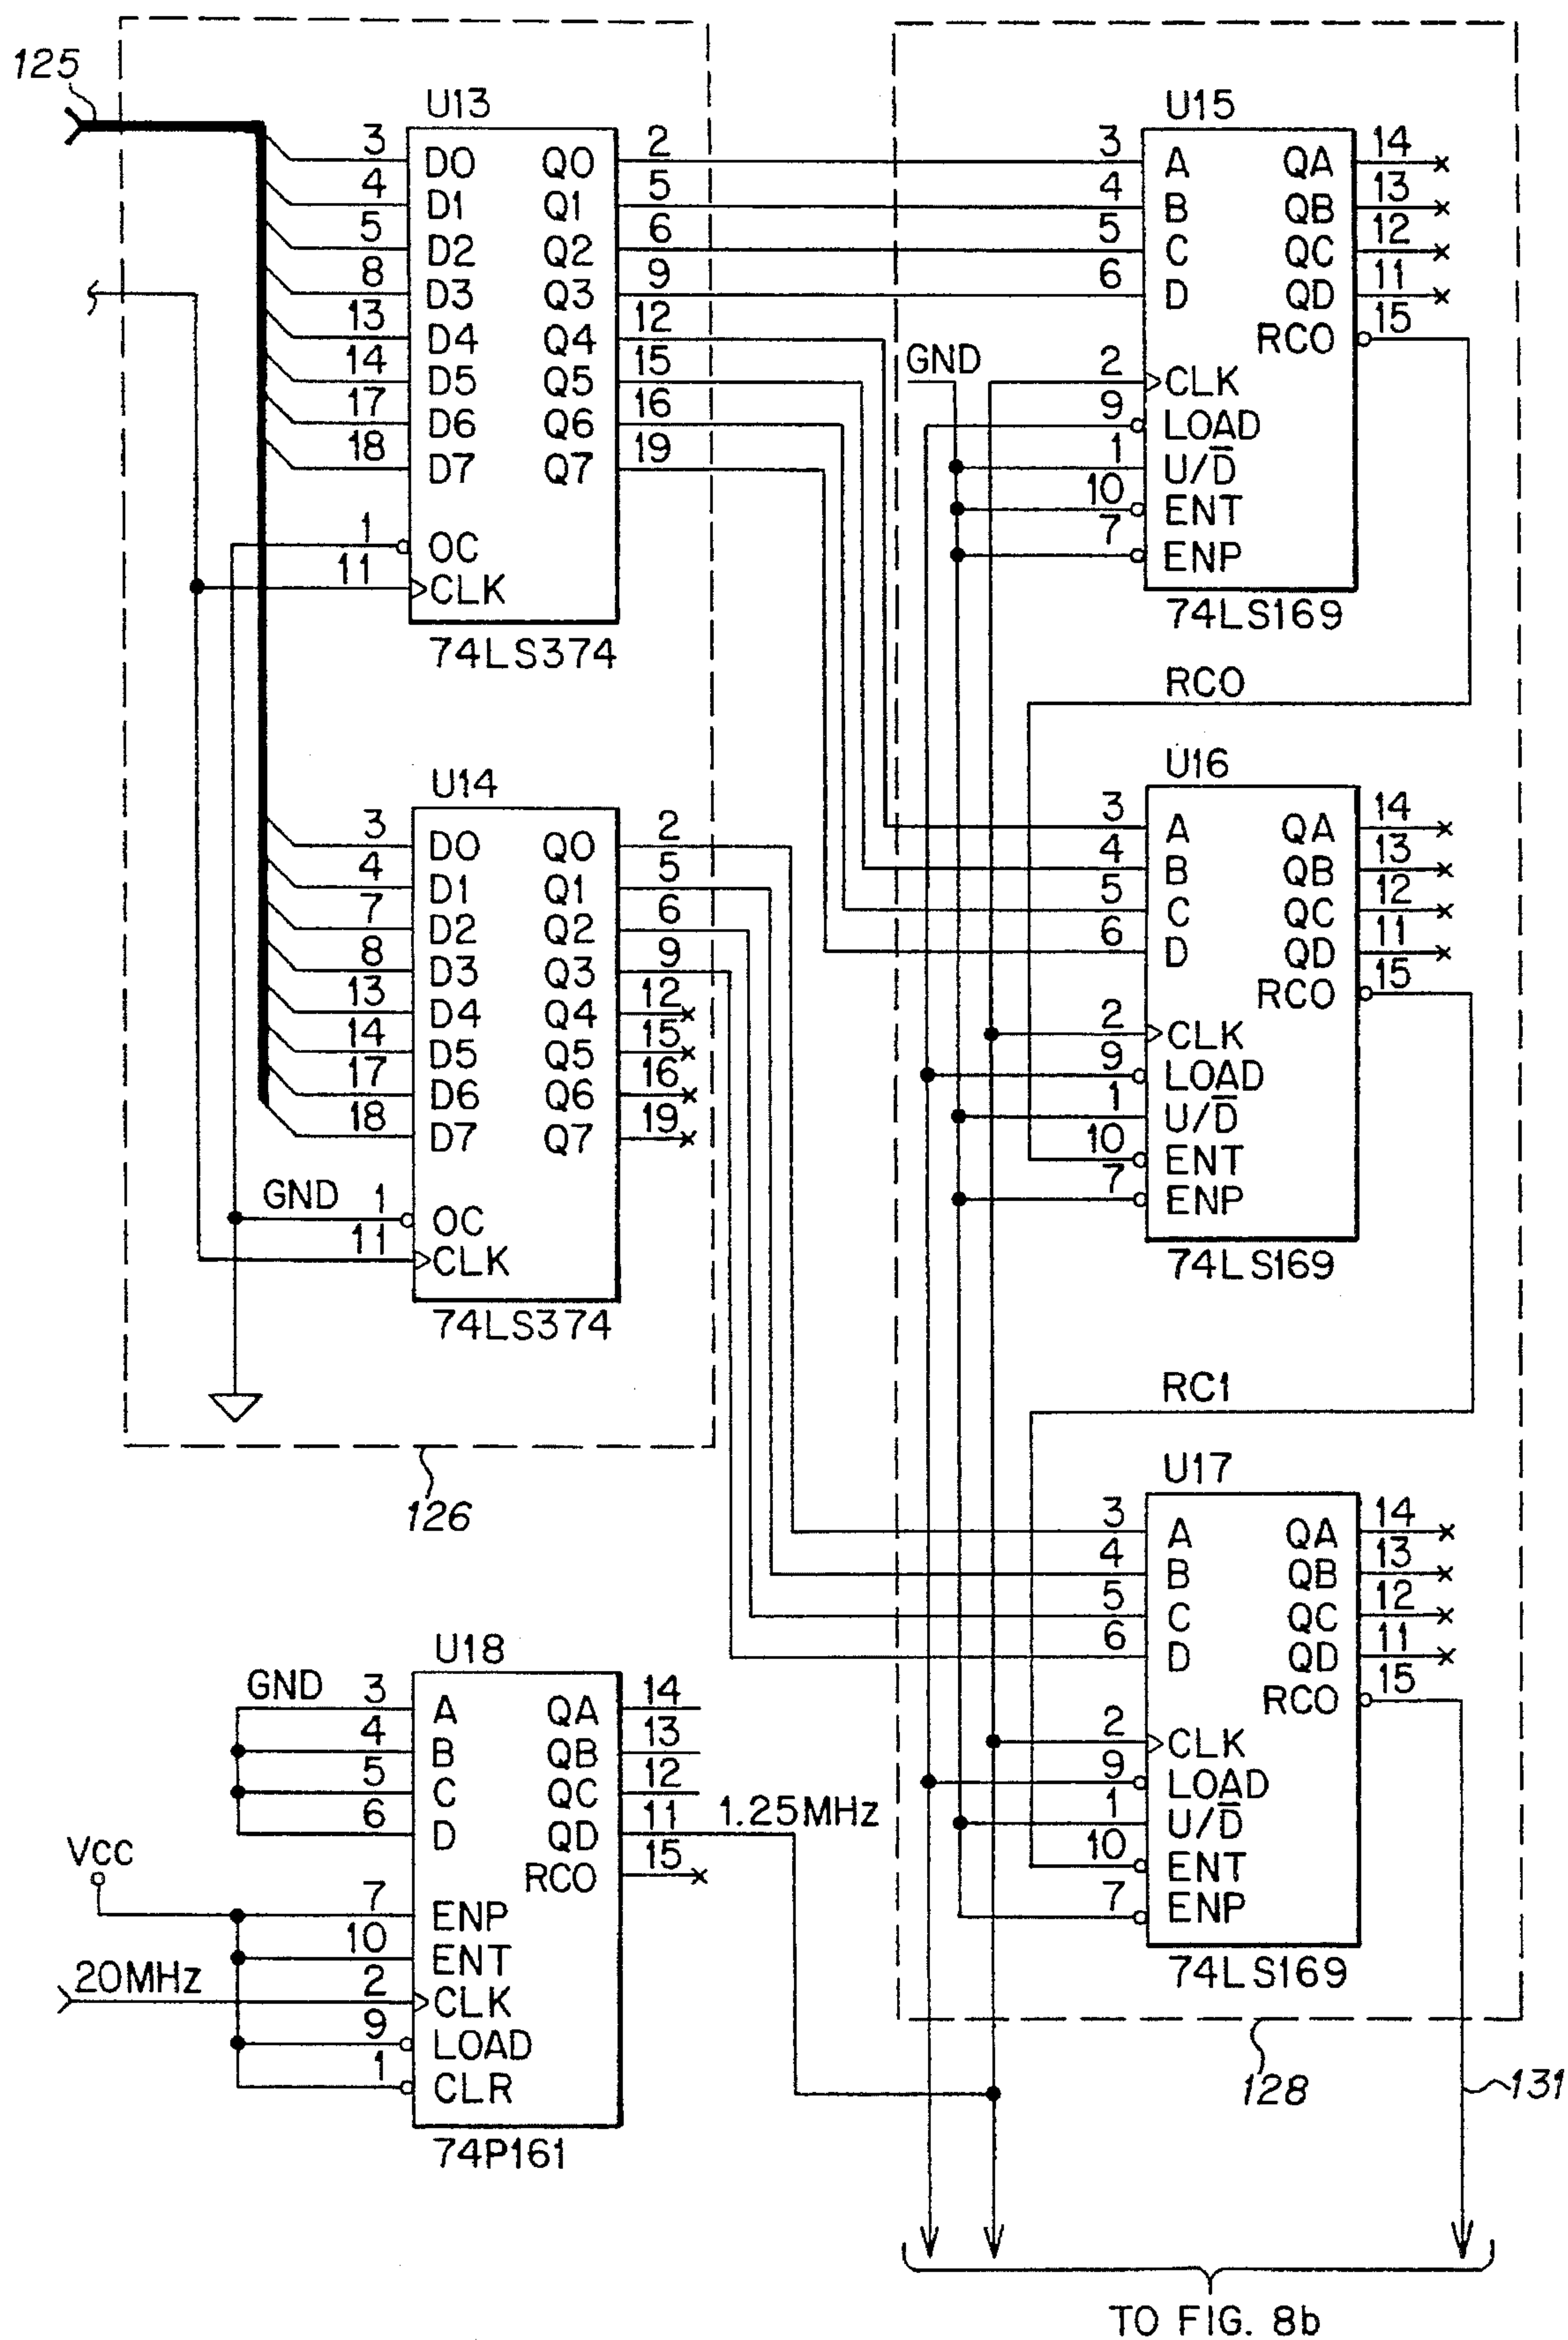 125
U13
3 D0 Q0 2
4 D1 Q1 5
5 D2 Q2 6
8 D3 Q3 9
13 D4 Q4 12
14 D5 Q5 15
17 D6 Q6 16
18 D7 Q7 19
1 OC
11 CLK
74LS374
U15
3 A QA 14
4 B QB 13
5 C QC 12
6 D QD 11
RCO 15
GND
2 CLK
9 LOAD
1 U/D̅
10 ENT
7 ENP
74LS169
RC0
U14
3 D0 Q0 2
4 D1 Q1 5
7 D2 Q2 6
8 D3 Q3 9
13 D4 Q4 12
14 D5 Q5 15
17 D6 Q6 16
18 D7 Q7 19
GND 1 OC
11 CLK
74LS374
126
U16
3 A QA 14
4 B QB 13
5 C QC 12
6 D QD 11
RCO 15
2 CLK
9 LOAD
1 U/D̅
10 ENT
7 ENP
74LS169
RC1
U17
3 A QA 14
4 B QB 13
5 C QC 12
6 D QD 11
RCO 15
2 CLK
9 LOAD
1 U/D̅
10 ENT
7 ENP
74LS169
128
131
U18
GND 3 A QA 14
4 B QB 13
5 C QC 12
6 D QD 11 1.25MHz
RCO 15
VCC
7 ENP
10 ENT
20MHz 2 CLK
9 LOAD
1 CLR
74P161
TO FIG. 8b